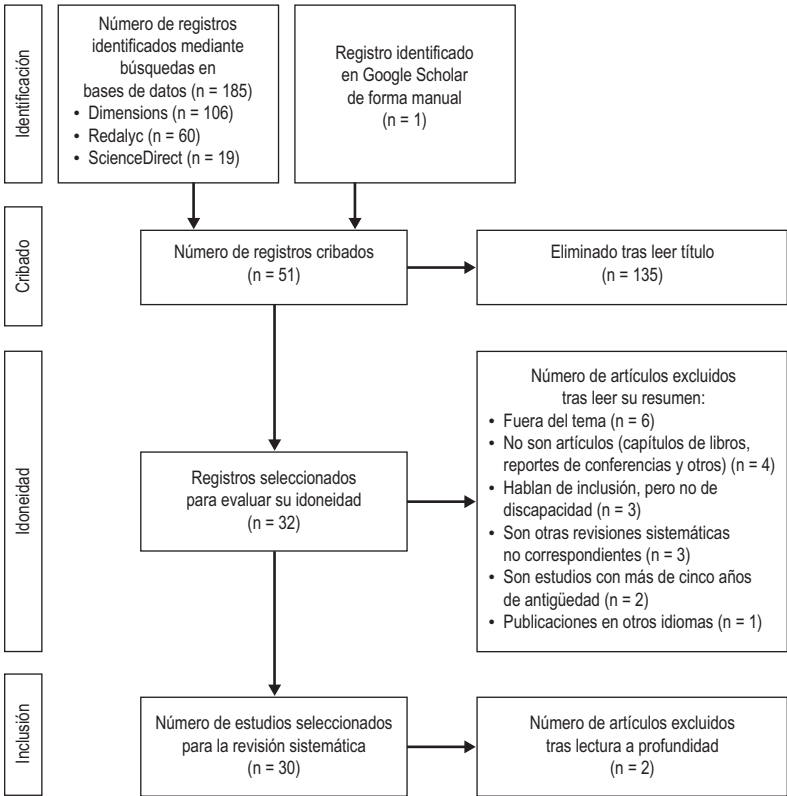 Identificación
Número de registros
identificados mediante
búsquedas en
bases de datos (n = 185)
• Dimensions (n = 106)
• Redalyc (n = 60)
• ScienceDirect (n = 19)
Registro identificado
en Google Scholar
de forma manual
(n = 1)
Cribado
Número de registros cribados
(n = 51)
Eliminado tras leer título
(n = 135)
Idoneidad
Registros seleccionados
para evaluar su idoneidad
(n = 32)
Número de artículos excluidos
tras leer su resumen:
• Fuera del tema (n = 6)
• No son artículos (capítulos de libros,
reportes de conferencias y otros) (n = 4)
• Hablan de inclusión, pero no de
discapacidad (n = 3)
• Son otras revisiones sistemáticas
no correspondientes (n = 3)
• Son estudios con más de cinco años
de antigüedad (n = 2)
• Publicaciones en otros idiomas (n = 1)
Inclusión
Número de estudios seleccionados
para la revisión sistemática
(n = 30)
Número de artículos excluidos
tras lectura a profundidad
(n = 2)